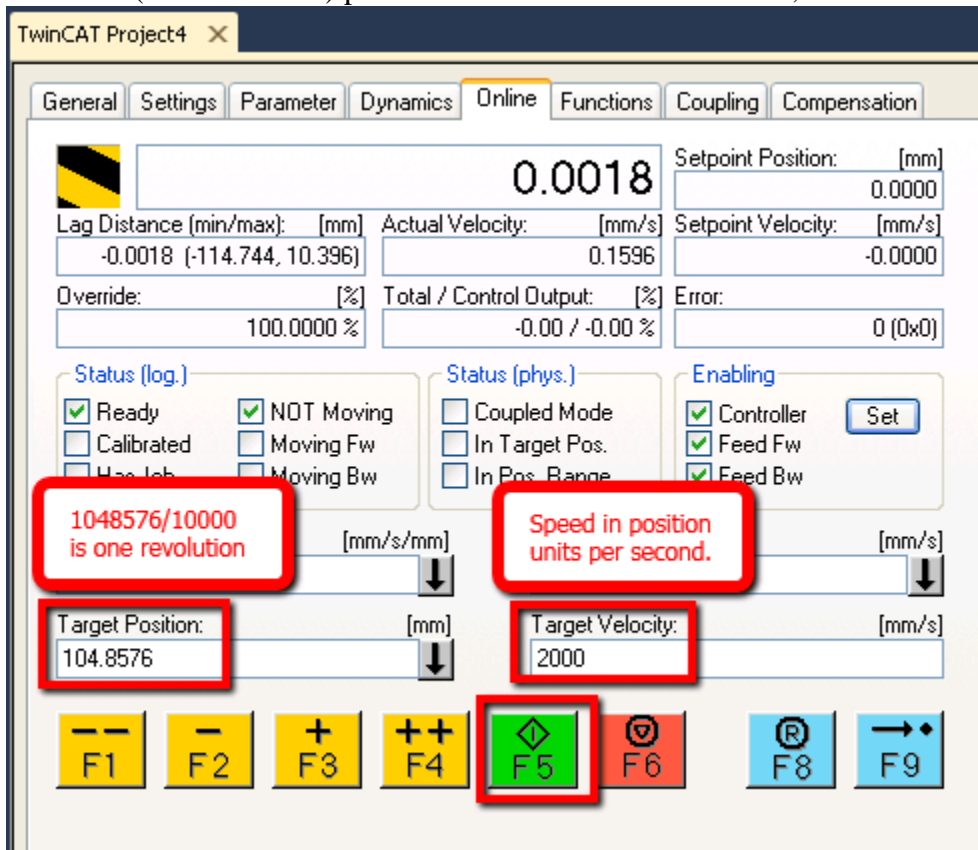 TwinCAT Project4
General Settings Parameter Dynamics Online Functions Coupling Compensation
0.0018
Setpoint Position: [mm]
0.0000
Lag Distance (min/max): [mm] Actual Velocity: [mm/s] Setpoint Velocity: [mm/s]
-0.0018 (-114.744, 10.396) 0.1596 -0.0000
Override: [%] Total / Control Output: [%] Error:
100.0000 % -0.00 / -0.00 % 0 (0x0)
Status (log.) Status (phys.) Enabling
Ready NOT Moving Coupled Mode Controller Set
Calibrated Moving Fw In Target Pos. Feed Fw
Has Job Moving Bw In Pos. Range Feed Bw
1048576/10000
is one revolution
Speed in position
units per second.
[mm/s/mm] [mm/s]
Target Position: [mm] Target Velocity: [mm/s]
104.8576 2000
F1 F2 F3 F4 F5 F6 F8 F9